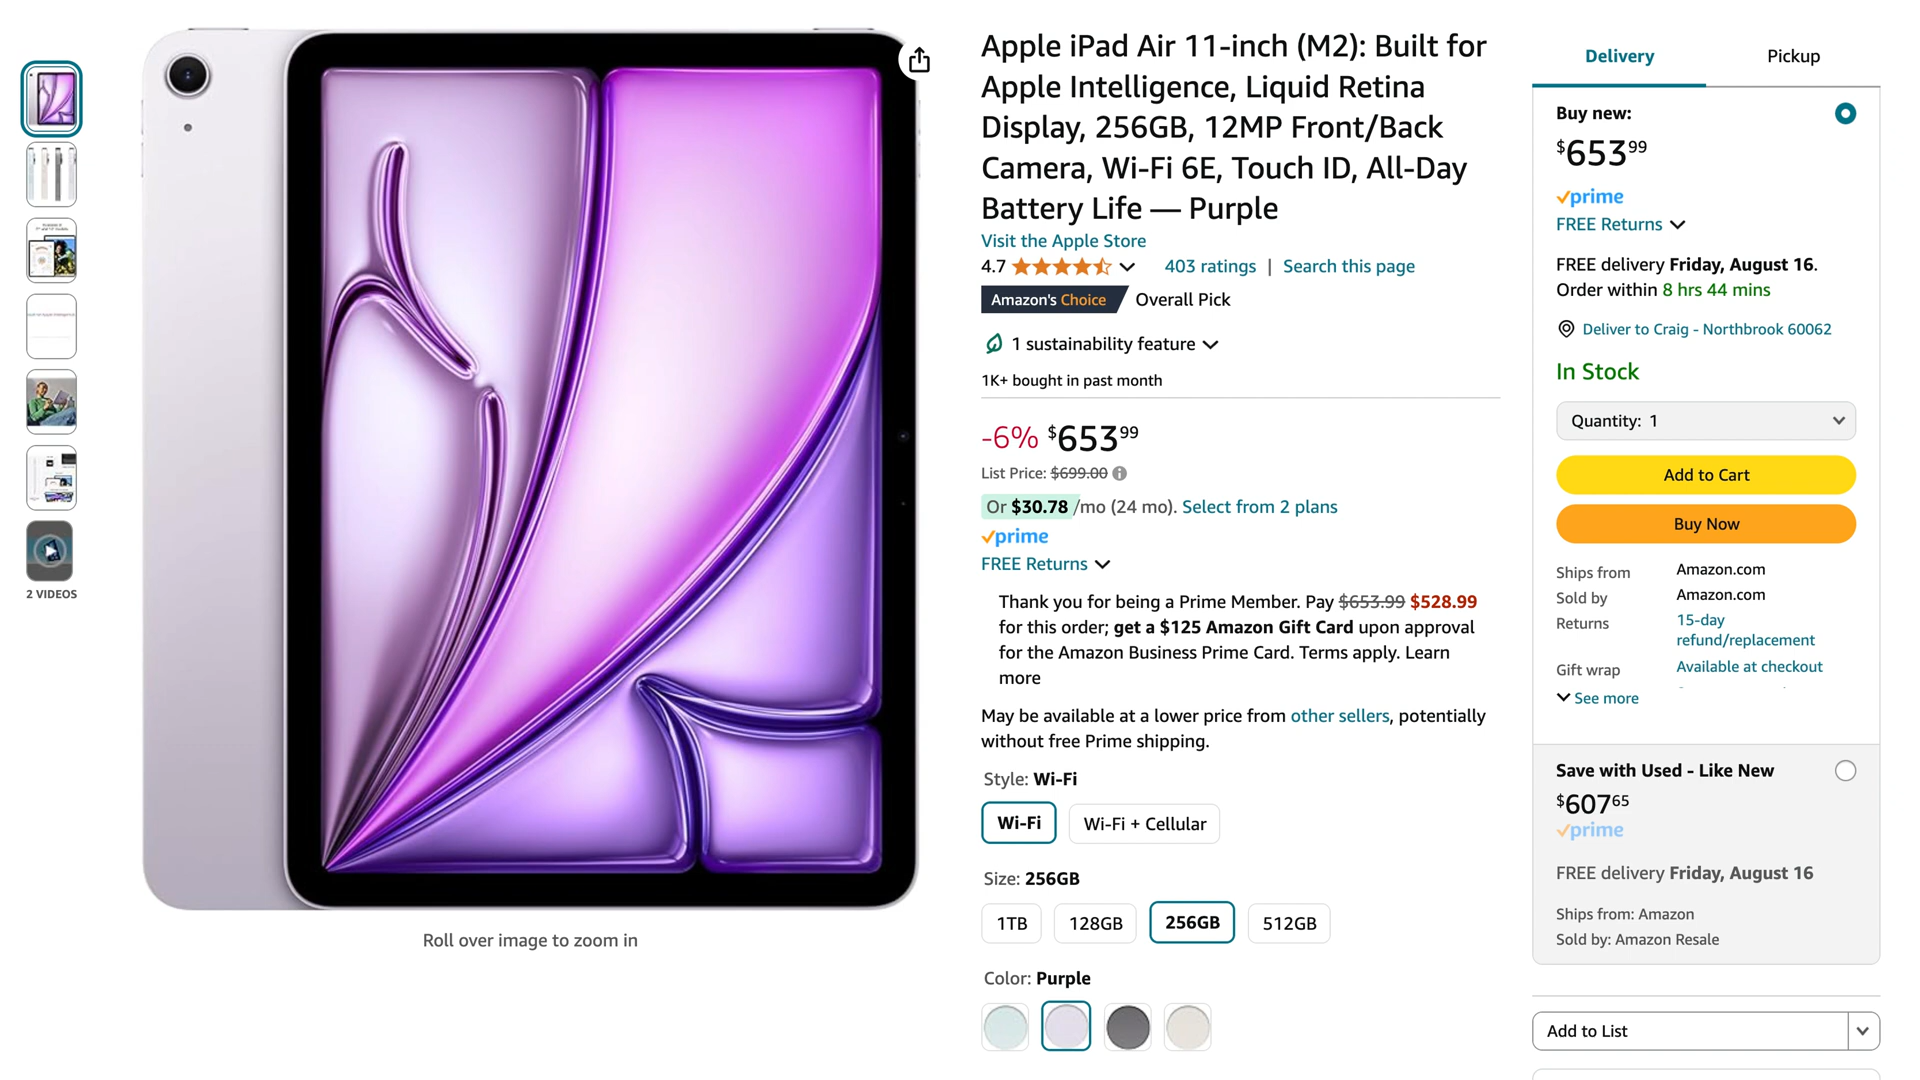 2 VIDEOS
Roll over image to zoom in
Apple iPad Air 11-inch (M2): Built for
Apple Intelligence, Liquid Retina
Display, 256GB, 12MP Front/Back
Camera, Wi-Fi 6E, Touch ID, All-Day
Battery Life — Purple
Visit the Apple Store
4.7 403 ratings | Search this page
Amazon's Choice Overall Pick
1 sustainability feature
1K+ bought in past month
-6% $653 99
List Price: $699.00
Or $30.78 /mo (24 mo). Select from 2 plans
prime
FREE Returns
Thank you for being a Prime Member. Pay $653.99 $528.99
for this order; get a $125 Amazon Gift Card upon approval
for the Amazon Business Prime Card. Terms apply. Learn
more
May be available at a lower price from other sellers, potentially
without free Prime shipping.
Style: Wi-Fi
Wi-Fi Wi-Fi + Cellular
Size: 256GB
1TB 128GB 256GB 512GB
Color: Purple
Delivery Pickup
Buy new:
$653 99
prime
FREE Returns
FREE delivery Friday, August 16.
Order within 8 hrs 44 mins
Deliver to Craig - Northbrook 60062
In Stock
Quantity: 1
Add to Cart
Buy Now
Ships from Amazon.com
Sold by Amazon.com
Returns 15-day
refund/replacement
Gift wrap Available at checkout
See more
Save with Used - Like New
$607 65
prime
FREE delivery Friday, August 16
Ships from: Amazon
Sold by: Amazon Resale
Add to List